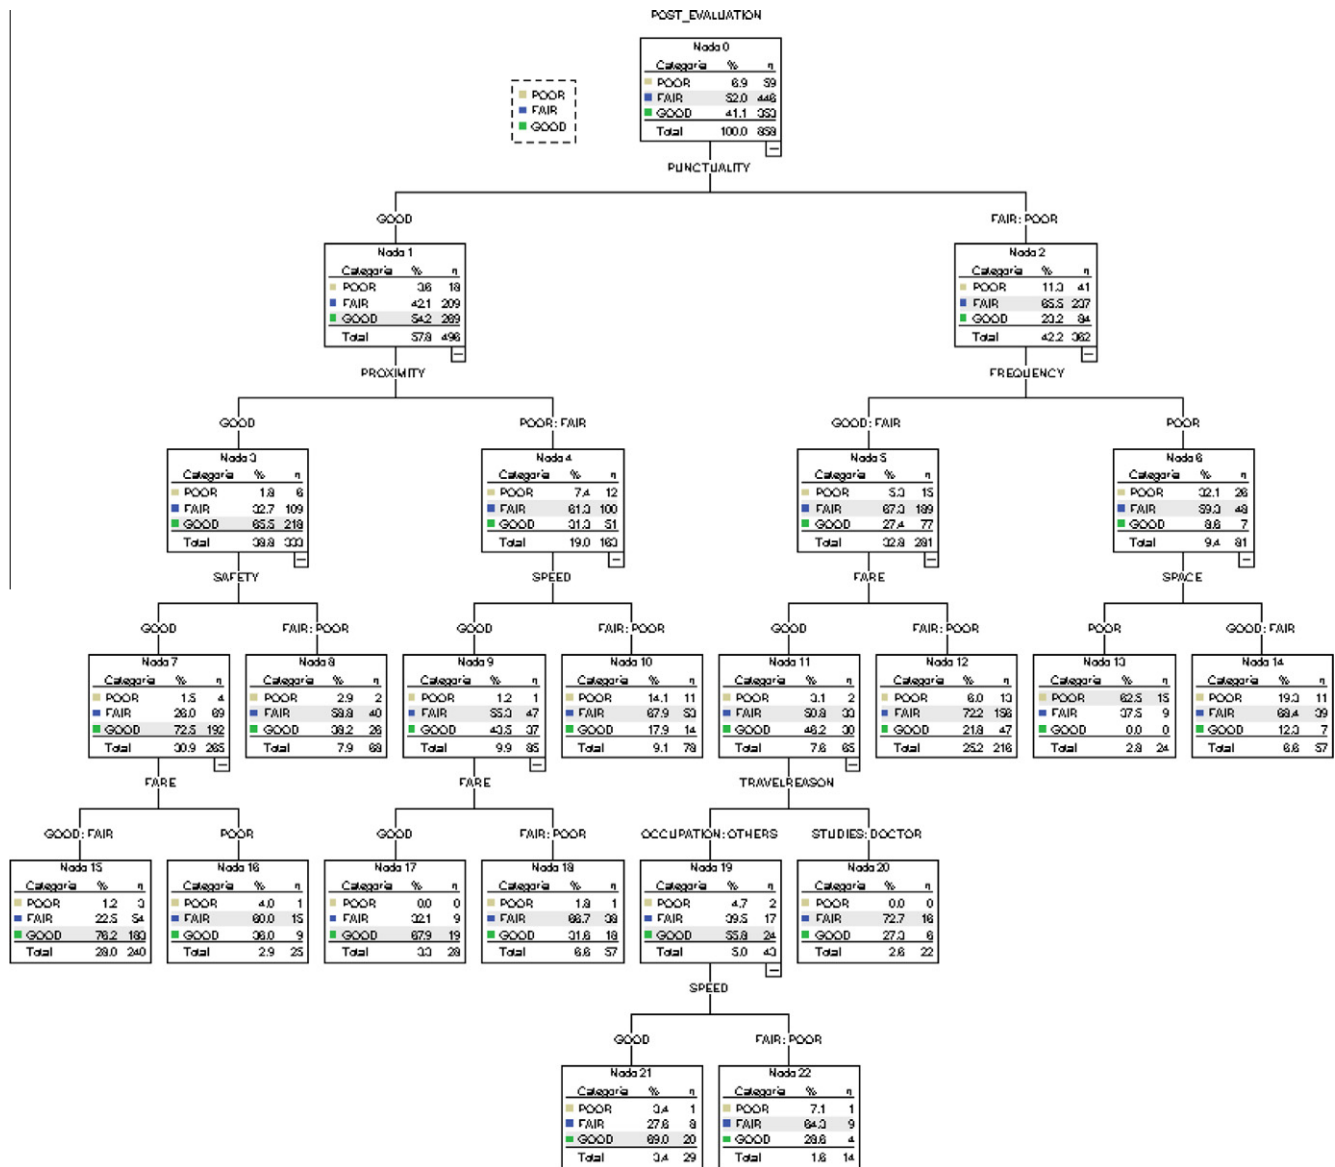 POST_EVALUATION
Nodo 0
Categoría % n
POOR 6.9 59
FAIR 52.0 446
GOOD 41.1 353
Total 100.0 858
POOR
FAIR
GOOD
PUNCTUALITY
GOOD
FAIR; POOR
Nodo 1
Categoría % n
POOR 3.6 18
FAIR 42.1 209
GOOD 54.2 269
Total 57.8 496
Nodo 2
Categoría % n
POOR 11.3 41
FAIR 65.5 237
GOOD 23.2 84
Total 42.2 362
PROXIMITY
FREQUENCY
GOOD
POOR; FAIR
GOOD; FAIR
POOR
Nodo 3
Categoría % n
POOR 1.8 6
FAIR 32.7 109
GOOD 65.5 218
Total 38.8 333
Nodo 4
Categoría % n
POOR 7.4 12
FAIR 61.3 100
GOOD 31.3 51
Total 19.0 163
Nodo 5
Categoría % n
POOR 5.3 15
FAIR 67.3 189
GOOD 27.4 77
Total 32.8 281
Nodo 6
Categoría % n
POOR 32.1 26
FAIR 59.3 48
GOOD 8.6 7
Total 9.4 81
SAFETY
SPEED
FARE
SPACE
GOOD
FAIR; POOR
GOOD
FAIR; POOR
GOOD
FAIR; POOR
POOR
GOOD; FAIR
Nodo 7
Categoría % n
POOR 1.5 4
FAIR 26.0 69
GOOD 72.5 192
Total 30.9 265
Nodo 8
Categoría % n
POOR 2.9 2
FAIR 58.8 40
GOOD 38.2 26
Total 7.9 68
Nodo 9
Categoría % n
POOR 1.2 1
FAIR 55.3 47
GOOD 43.5 37
Total 9.9 85
Nodo 10
Categoría % n
POOR 14.1 11
FAIR 67.9 53
GOOD 17.9 14
Total 9.1 78
Nodo 11
Categoría % n
POOR 3.1 2
FAIR 50.8 33
GOOD 46.2 30
Total 7.6 65
Nodo 12
Categoría % n
POOR 6.0 13
FAIR 72.2 156
GOOD 21.8 47
Total 25.2 216
Nodo 13
Categoría % n
POOR 62.5 15
FAIR 37.5 9
GOOD 0.0 0
Total 2.8 24
Nodo 14
Categoría % n
POOR 19.3 11
FAIR 68.4 39
GOOD 12.3 7
Total 6.6 57
FARE
FARE
TRAVELREASON
GOOD; FAIR
POOR
GOOD
FAIR; POOR
OCCUPATION; OTHERS
STUDIES; DOCTOR
Nodo 15
Categoría % n
POOR 1.2 3
FAIR 22.5 54
GOOD 76.2 183
Total 28.0 240
Nodo 16
Categoría % n
POOR 4.0 1
FAIR 60.0 15
GOOD 36.0 9
Total 2.9 25
Nodo 17
Categoría % n
POOR 0.0 0
FAIR 32.1 9
GOOD 67.9 19
Total 3.3 28
Nodo 18
Categoría % n
POOR 1.8 1
FAIR 66.7 38
GOOD 31.6 18
Total 6.6 57
Nodo 19
Categoría % n
POOR 4.7 2
FAIR 39.5 17
GOOD 55.8 24
Total 5.0 43
Nodo 20
Categoría % n
POOR 0.0 0
FAIR 72.7 16
GOOD 27.3 6
Total 2.6 22
SPEED
GOOD
FAIR; POOR
Nodo 21
Categoría % n
POOR 3.4 1
FAIR 27.6 8
GOOD 69.0 20
Total 3.4 29
Nodo 22
Categoría % n
POOR 7.1 1
FAIR 64.3 9
GOOD 28.6 4
Total 1.6 14